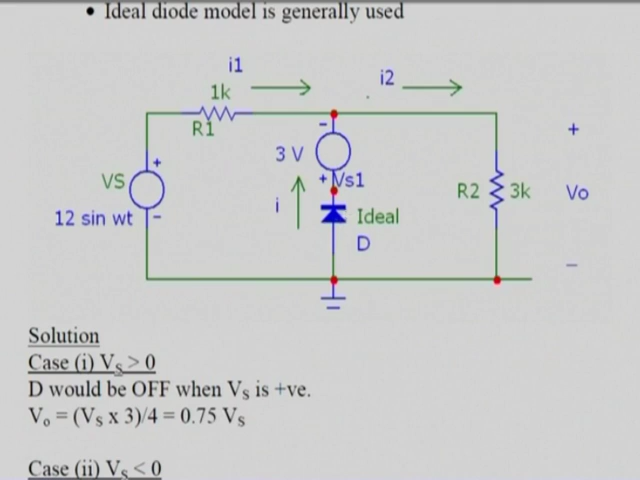 • Ideal diode model is generally used
i1
i2
1k
R1
-
+
3 V
+ Vs1
VS
+
R2
3k
Vo
i
Ideal
12 sin wt
-
D
-
Solution
Case (i) Vs > 0
D would be OFF when Vs is +ve.
Vo = (Vs x 3)/4 = 0.75 Vs
Case (ii) Vs < 0